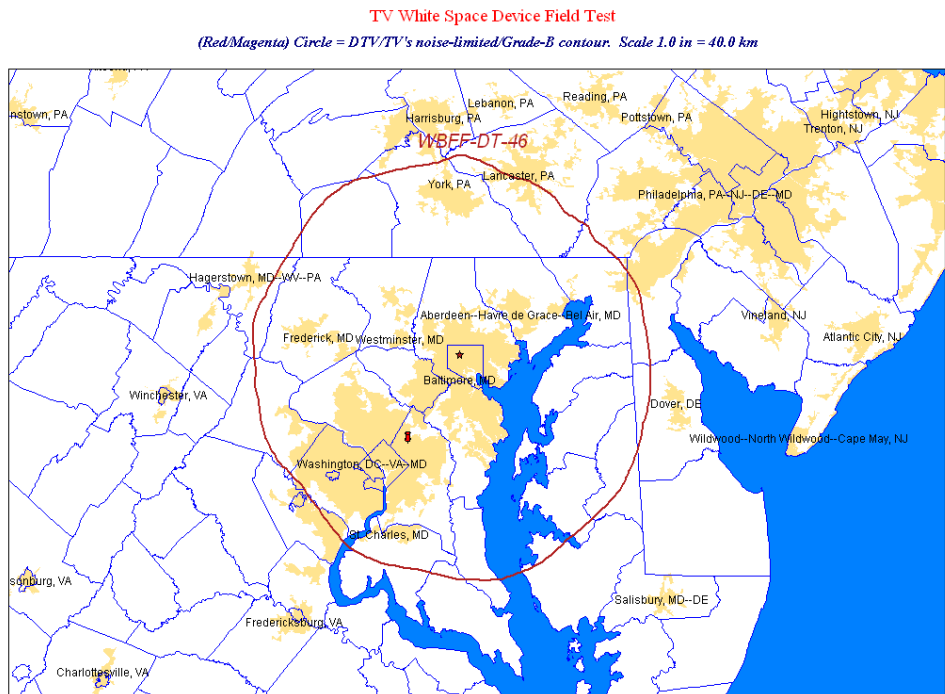 TV White Space Device Field Test
(Red/Magenta) Circle = DTV/TV's noise-limited/Grade-B contour. Scale 1.0 in = 40.0 km
nstown, PA
Lebanon, PA
Reading, PA
Harrisburg, PA
Pottstown, PA
Hightstown, NJ
Trenton, NJ
WBFF-DT-46
Lancaster, PA
York, PA
Philadelphia, PA--NJ--DE--MD
Hagerstown, MD--WV--PA
Aberdeen--Havre de Grace--Bel Air, MD
Vineland, NJ
Frederick, MD
Westminster, MD
Atlantic City, NJ
Baltimore, MD
Winchester, VA
Dover, DE
Wildwood--North Wildwood--Cape May, NJ
Washington, DC--VA--MD
St. Charles, MD
sonburg, VA
Salisbury, MD--DE
Fredericksburg, VA
Charlottesville, VA